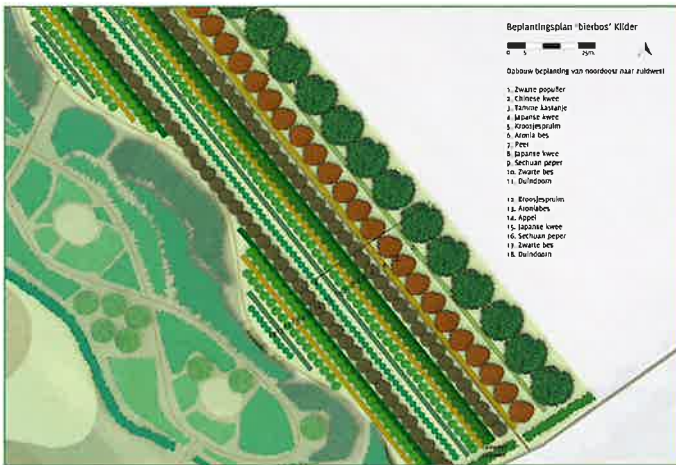 Beplantingsplan 'bierbos' Kilder
0 5 25m
Opbouw beplanting van noordoost naar zuidwest
1. Zwarte populier
2. Chinese kwee
3. Tamme kastanje
4. Japanse kwee
5. Kroosjespruim
6. Aronia bes
7. Peer
8. Japanse kwee
9. Sechuan peper
10. Zwarte bes
11. Duindoorn
12. Kroosjespruim
13. Aroniabes
14. Appel
15. Japanse kwee
16. Sechuan peper
17. Zwarte bes
18. Duindoorn